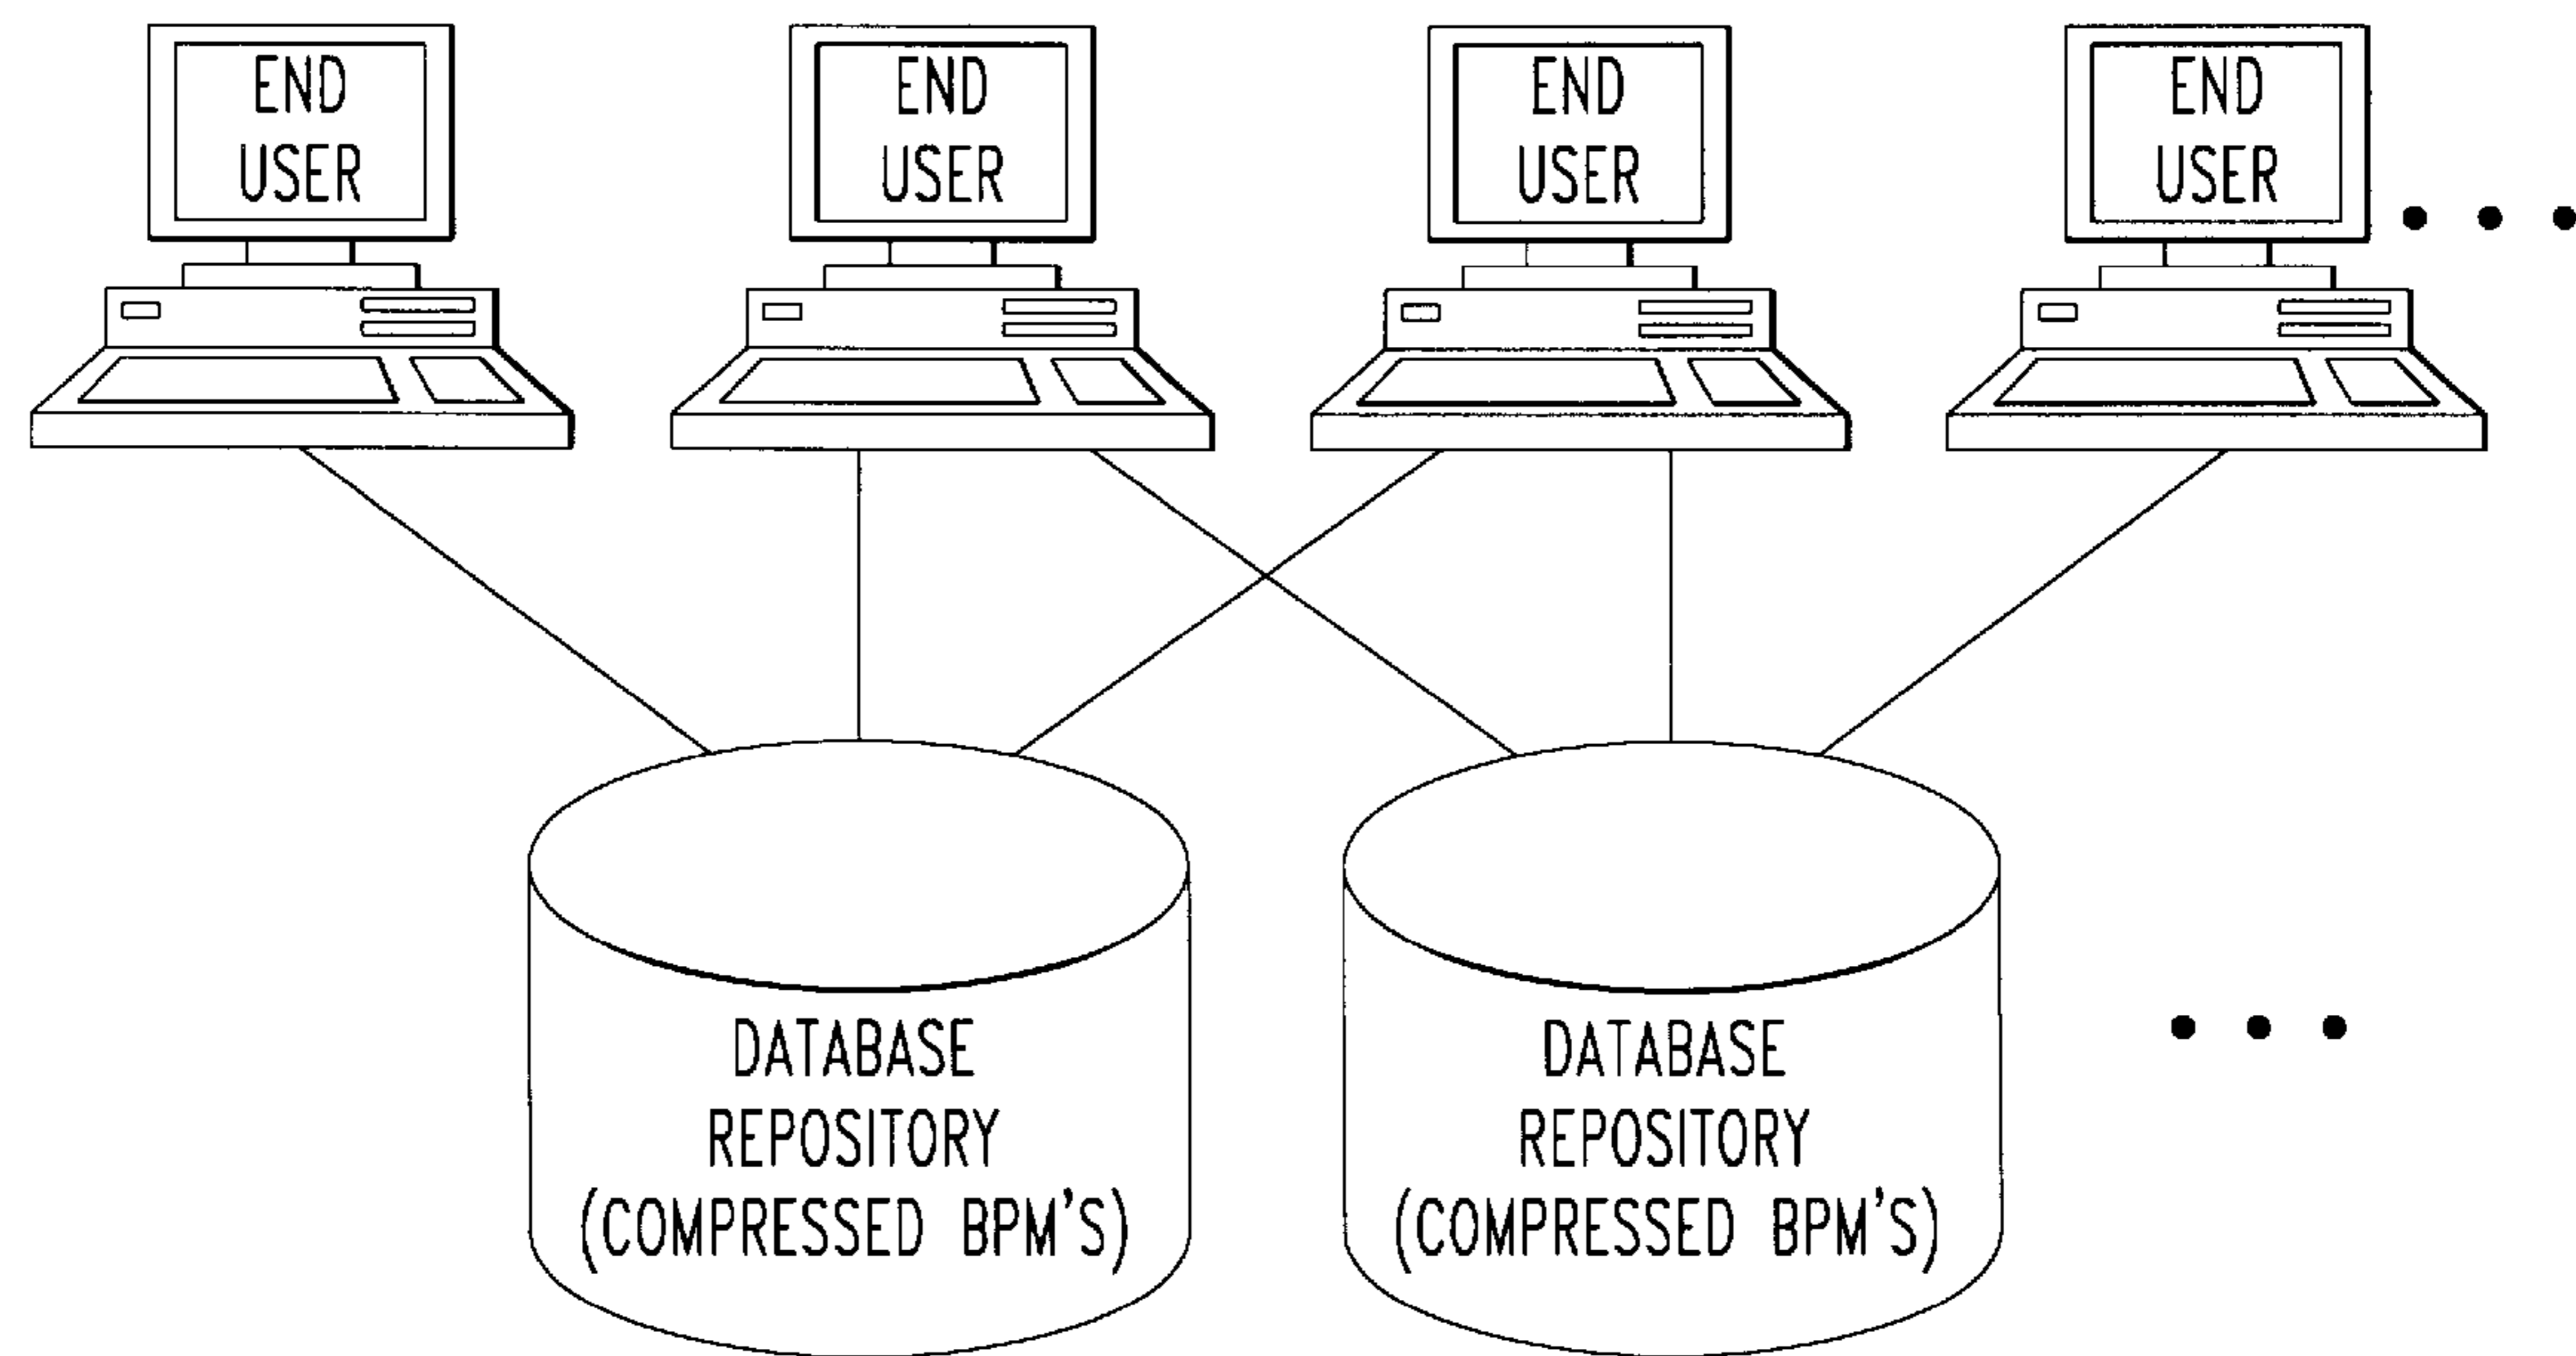 END
USER
END
USER
END
USER
END
USER
DATABASE
REPOSITORY
(COMPRESSED BPM'S)
DATABASE
REPOSITORY
(COMPRESSED BPM'S)